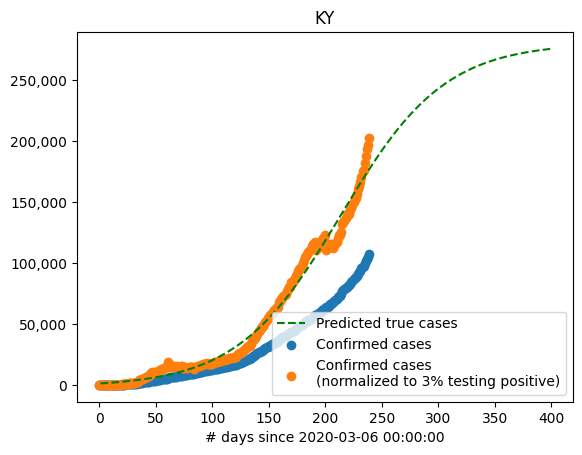 KY
250,000
200,000
150,000
100,000
50,000
0
0 50 100 150 200 250 300 350 400
# days since 2020-03-06 00:00:00
Predicted true cases
Confirmed cases
Confirmed cases
(normalized to 3% testing positive)